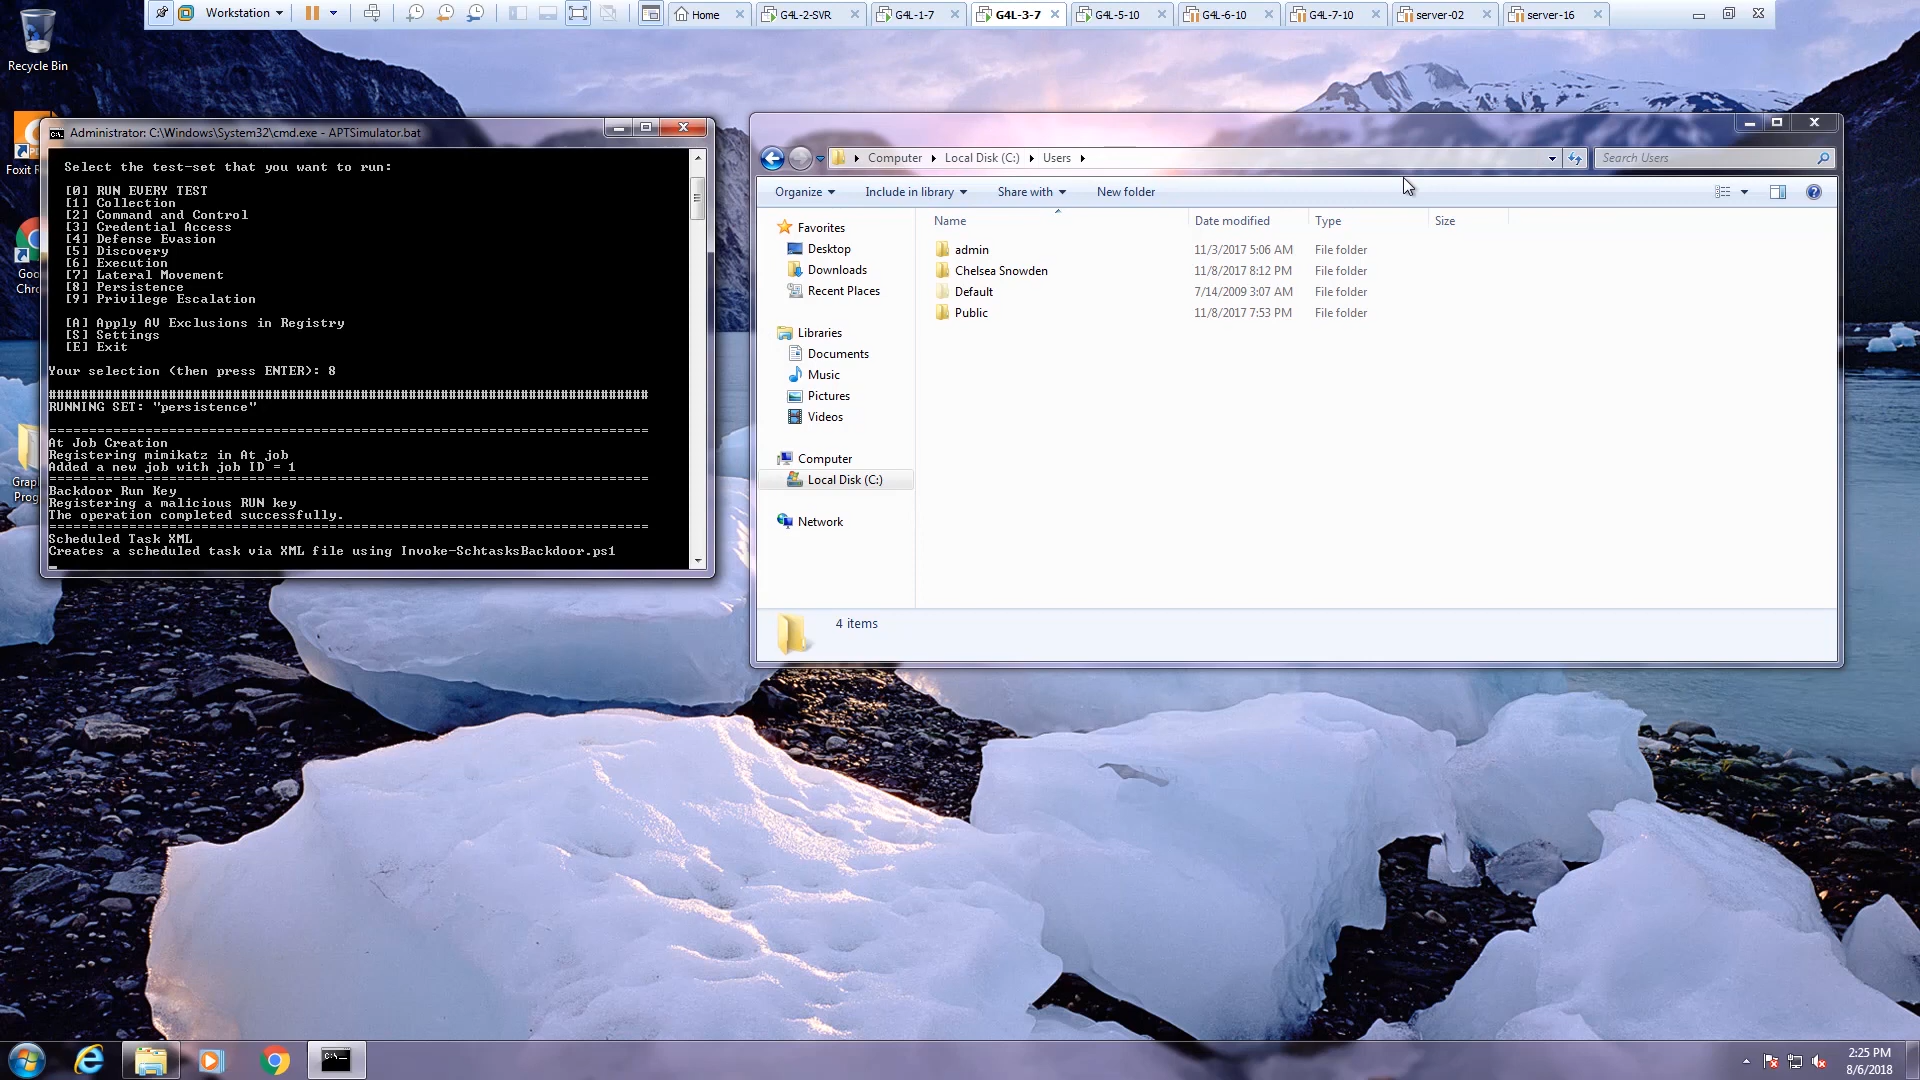 Workstation
Home
G4L-2-SVR
G4L-1-7
G4L-3-7
G4L-5-10
G4L-6-10
G4L-7-10
server-02
server-16
Recycle Bin
Foxit R
Goo
Chro
Grap
Prog
Administrator: C:\Windows\System32\cmd.exe - APTSimulator.bat
Select the test-set that you want to run:
[0] RUN EVERY TEST
[1] Collection
[2] Command and Control
[3] Credential Access
[4] Defense Evasion
[5] Discovery
[6] Execution
[7] Lateral Movement
[8] Persistence
[9] Privilege Escalation
[A] Apply AV Exclusions in Registry
[S] Settings
[E] Exit
Your selection (then press ENTER): 8
###########################################################################
RUNNING SET: "persistence"
===========================================================================
At Job Creation
Registering mimikatz in At job
Added a new job with job ID = 1
===========================================================================
Backdoor Run Key
Registering a malicious RUN key
The operation completed successfully.
===========================================================================
Scheduled Task XML
Creates a scheduled task via XML file using Invoke-SchtasksBackdoor.ps1
Computer Local Disk (C:) Users
Search Users
Organize Include in library Share with New folder
Favorites
Desktop
Downloads
Recent Places
Libraries
Documents
Music
Pictures
Videos
Computer
Local Disk (C:)
Network
Name Date modified Type Size
admin 11/3/2017 5:06 AM File folder
Chelsea Snowden 11/8/2017 8:12 PM File folder
Default 7/14/2009 3:07 AM File folder
Public 11/8/2017 7:53 PM File folder
4 items
2:25 PM
8/6/2018